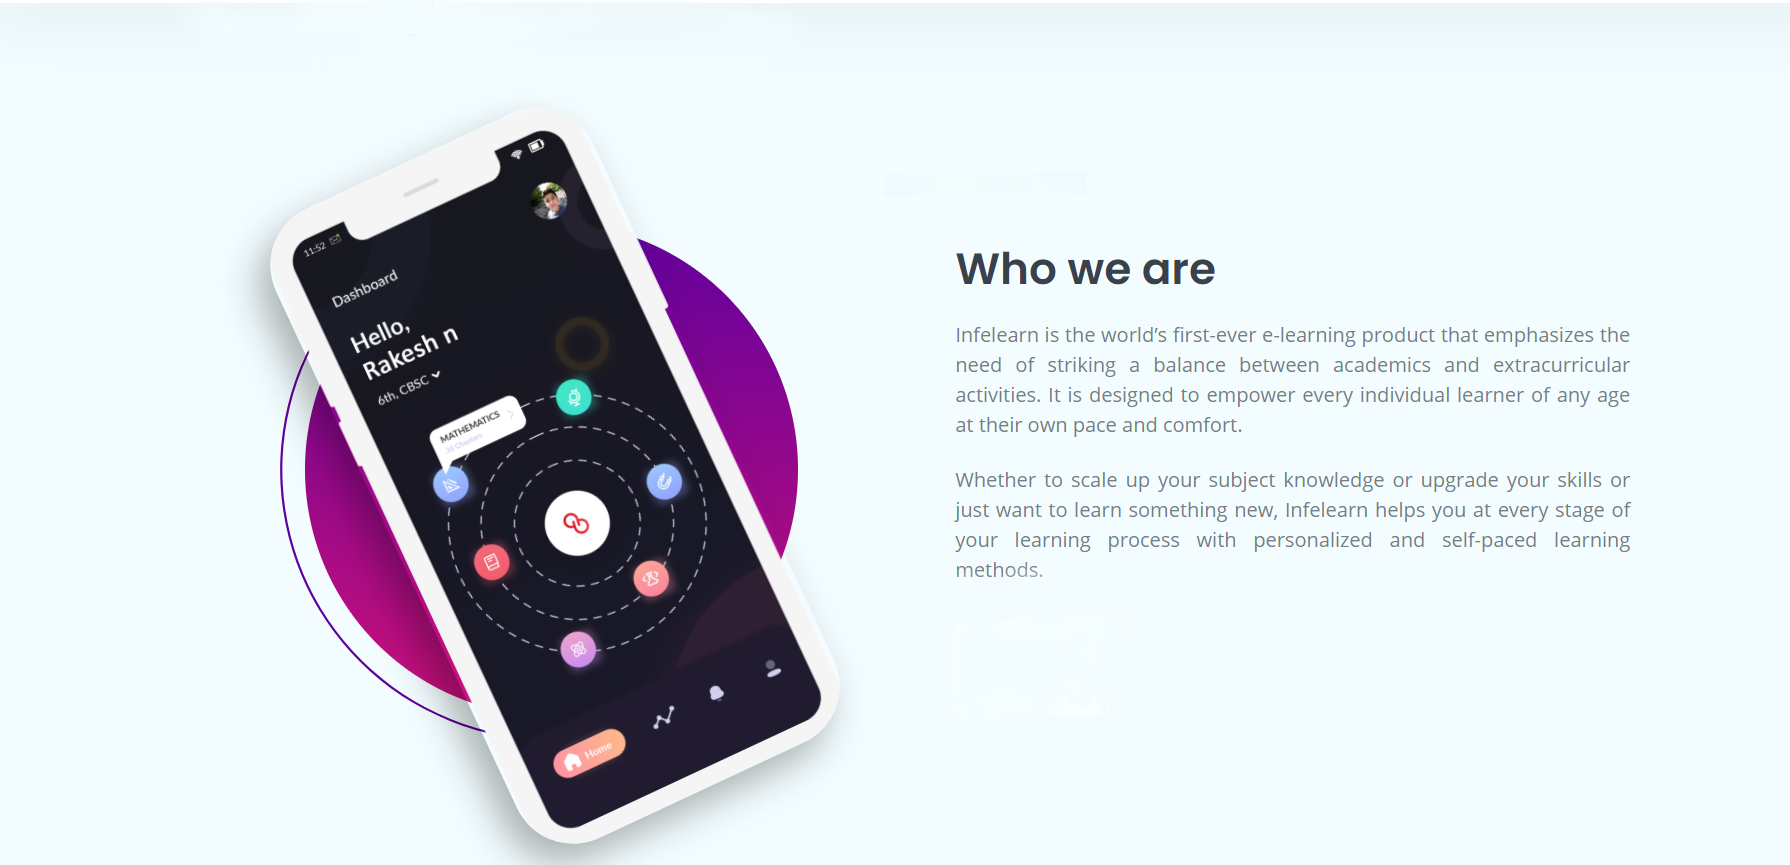 11:52
Dashboard
Hello,
Rakesh n
6th, CBSC
MATHEMATICS
Home
Who we are
Infelearn is the world’s first-ever e-learning product that emphasizes the
need of striking a balance between academics and extracurricular
activities. It is designed to empower every individual learner of any age
at their own pace and comfort.
Whether to scale up your subject knowledge or upgrade your skills or
just want to learn something new, Infelearn helps you at every stage of
your learning process with personalized and self-paced learning
methods.